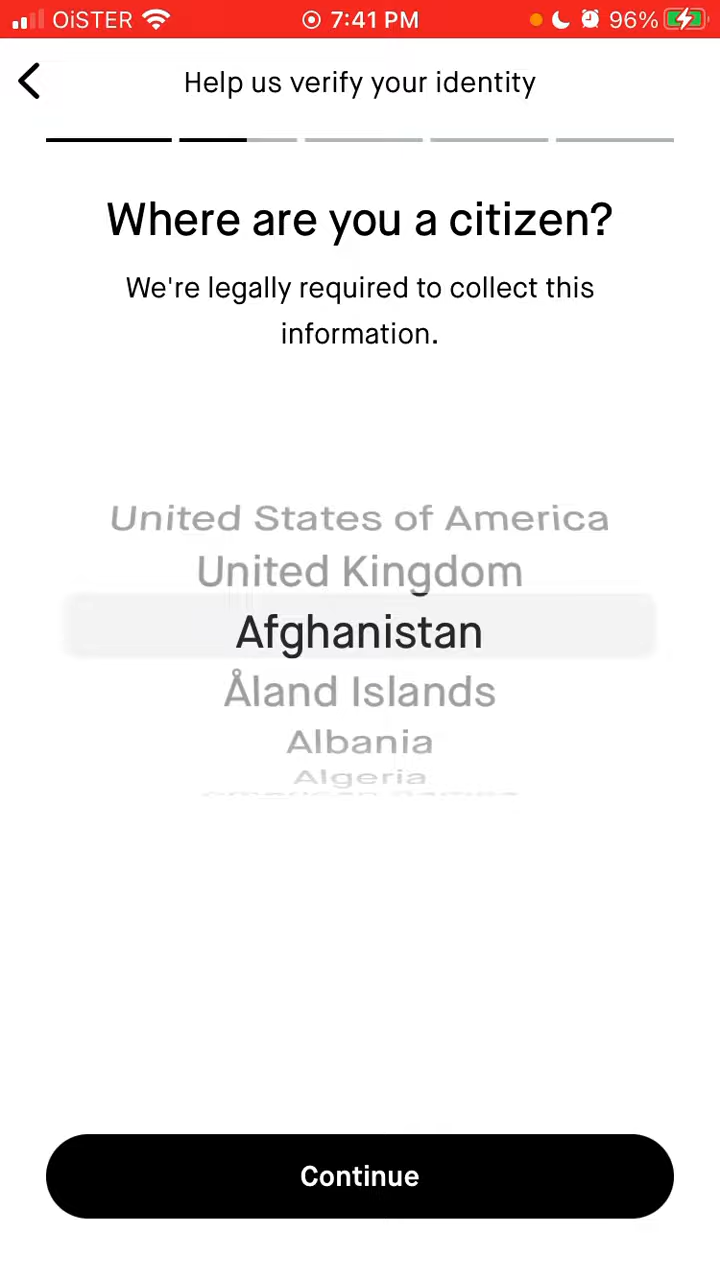 OiSTER 7:41 PM 96%
Help us verify your identity
Where are you a citizen?
We're legally required to collect this
information.
United States of America
United Kingdom
Afghanistan
Åland Islands
Albania
Algeria
Continue